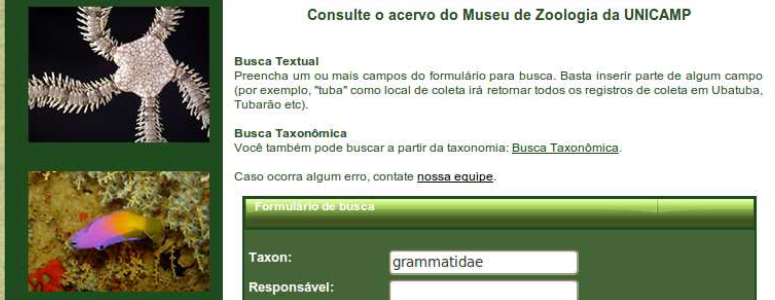 Consulte o acervo do Museu de Zoologia da UNICAMP
Busca Textual
Preencha um ou mais campos do formulário para busca. Basta inserir parte de algum campo
(por exemplo, "tuba" como local de coleta irá retornar todos os registros de coleta em Ubatuba,
Tubarão etc).
Busca Taxonômica
Você também pode buscar a partir da taxonomia: Busca Taxonômica.
Caso ocorra algum erro, contate nossa equipe.
Formulário de busca
Taxon:
grammatidae
Responsável: